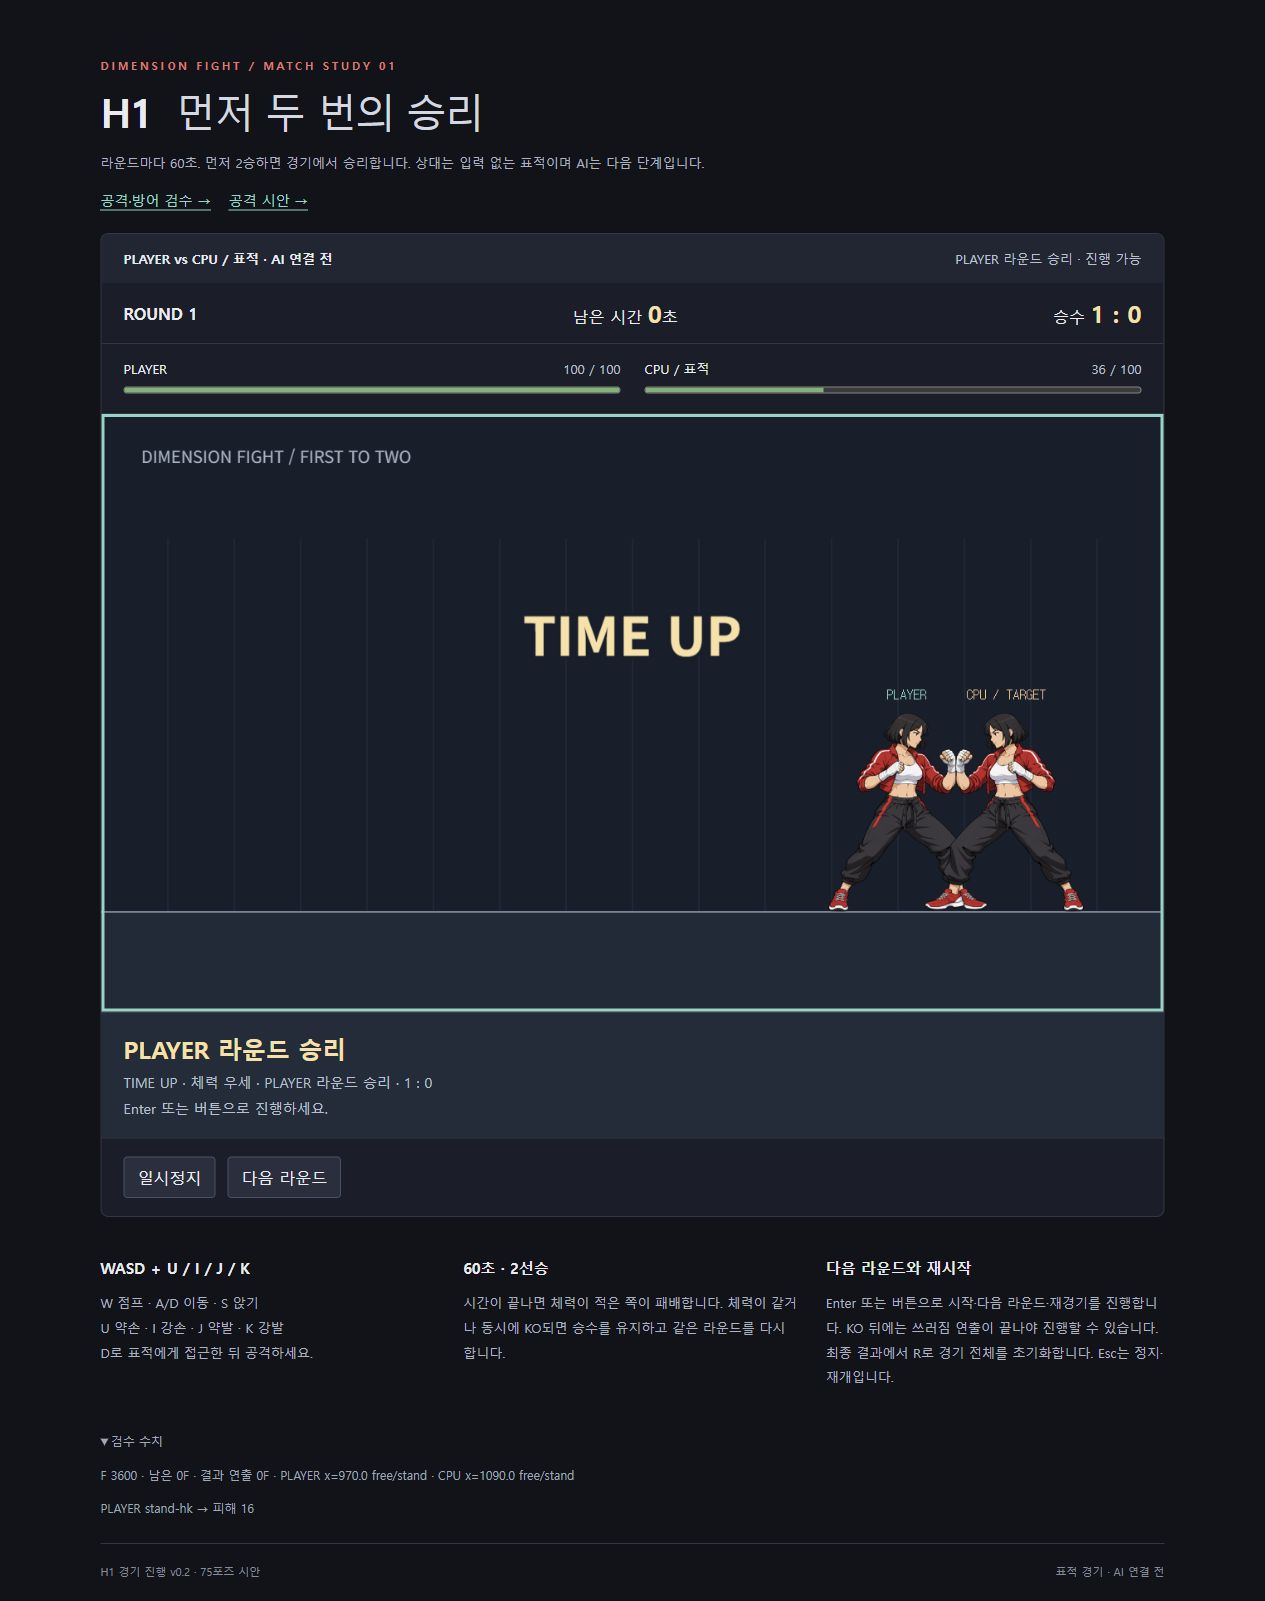 DIMENSION FIGHT / MATCH STUDY 01
H1 먼저 두 번의 승리
라운드마다 60초. 먼저 2승하면 경기에서 승리합니다. 상대는 입력 없는 표적이며 AI는 다음 단계입니다.
공격·방어 검수 → 공격 시안 →
PLAYER vs CPU / 표적 · AI 연결 전
PLAYER 라운드 승리 · 진행 가능
ROUND 1
남은 시간 0초
승수 1 : 0
PLAYER 100 / 100
CPU / 표적 36 / 100
DIMENSION FIGHT / FIRST TO TWO
TIME UP
PLAYER
CPU / TARGET
PLAYER 라운드 승리
TIME UP · 체력 우세 · PLAYER 라운드 승리 · 1 : 0
Enter 또는 버튼으로 진행하세요.
일시정지
다음 라운드
WASD + U / I / J / K
W 점프 · A/D 이동 · S 앉기
U 약손 · I 강손 · J 약발 · K 강발
D로 표적에게 접근한 뒤 공격하세요.
60초 · 2선승
시간이 끝나면 체력이 적은 쪽이 패배합니다. 체력이 같거
나 동시에 KO되면 승수를 유지하고 같은 라운드를 다시
합니다.
다음 라운드와 재시작
Enter 또는 버튼으로 시작·다음 라운드·재경기를 진행합니
다. KO 뒤에는 쓰러짐 연출이 끝나야 진행할 수 있습니다.
최종 결과에서 R로 경기 전체를 초기화합니다. Esc는 정지·
재개입니다.
▼검수 수치
F 3600 · 남은 0F · 결과 연출 0F · PLAYER x=970.0 free/stand · CPU x=1090.0 free/stand
PLAYER stand-hk → 피해 16
H1 경기 진행 v0.2 · 75포즈 시안
표적 경기 · AI 연결 전